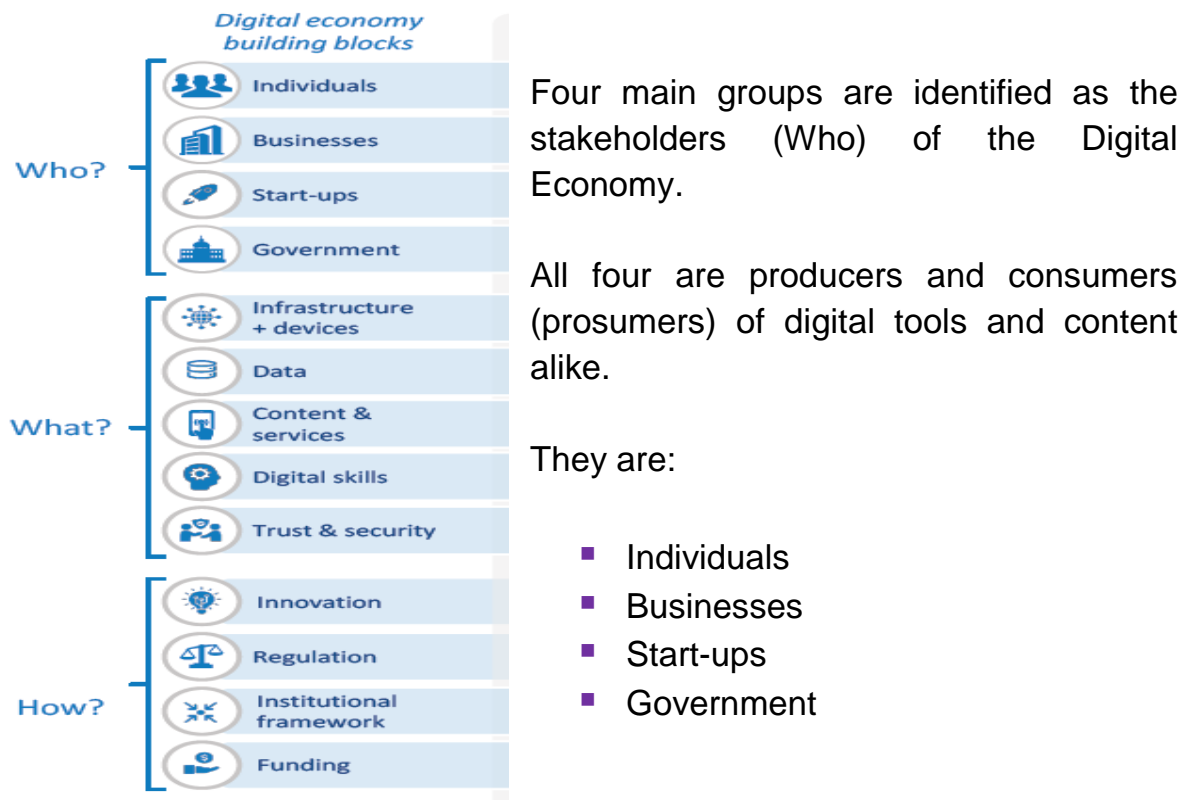 Digital economy
building blocks
Who?
Individuals
Businesses
Start-ups
Government
What?
Infrastructure
+ devices
Data
Content &
services
Digital skills
Trust & security
How?
Innovation
Regulation
Institutional
framework
Funding
Four main groups are identified as the
stakeholders (Who) of the Digital
Economy.
All four are producers and consumers
(prosumers) of digital tools and content
alike.
They are:
▪ Individuals
▪ Businesses
▪ Start-ups
▪ Government